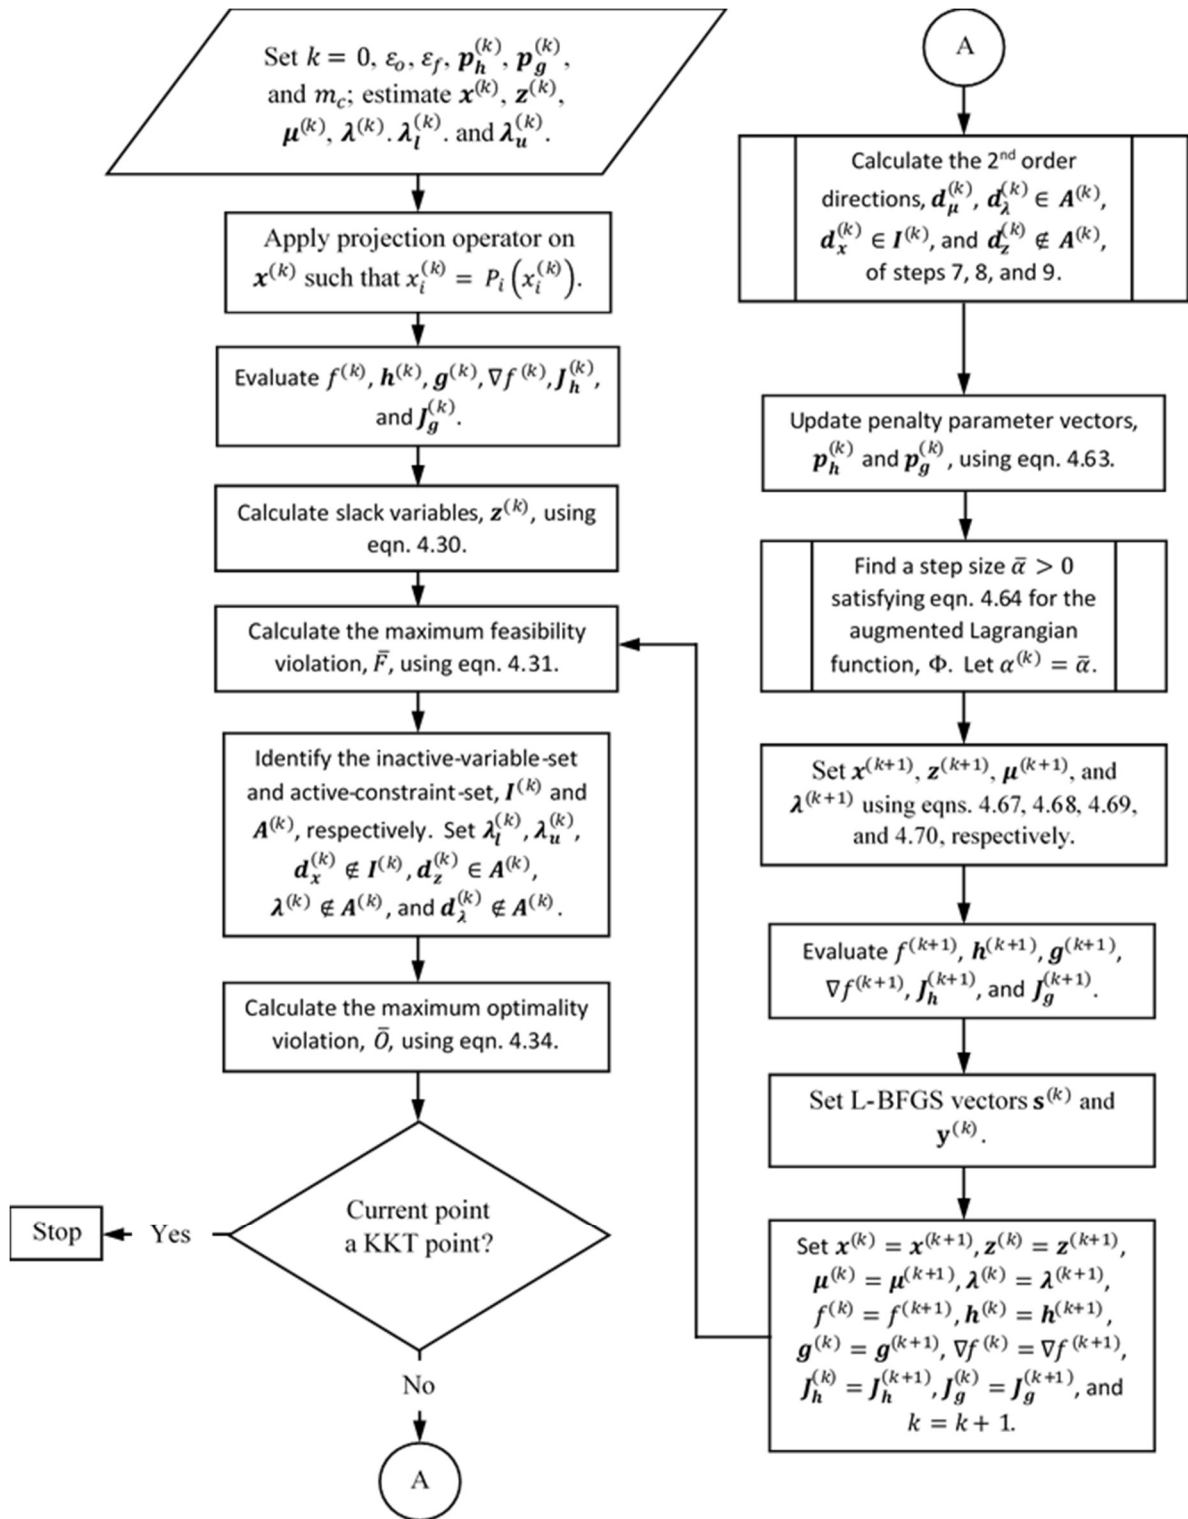 Set k = 0, ε_o, ε_f, p_h^(k), p_g^(k),
and m_c; estimate x^(k), z^(k),
μ^(k), λ^(k). λ_l^(k). and λ_u^(k).
Apply projection operator on
x^(k) such that x_i^(k) = P_i(x_i^(k)).
Evaluate f^(k), h^(k), g^(k), ∇f^(k), J_h^(k),
and J_g^(k).
Calculate slack variables, z^(k), using
eqn. 4.30.
Calculate the maximum feasibility
violation, F̄, using eqn. 4.31.
Identify the inactive-variable-set
and active-constraint-set, I^(k) and
A^(k), respectively. Set λ_l^(k), λ_u^(k),
d_x^(k) ∉ I^(k), d_z^(k) ∈ A^(k),
λ^(k) ∉ A^(k), and d_λ^(k) ∉ A^(k).
Calculate the maximum optimality
violation, Ō, using eqn. 4.34.
Current point
a KKT point?
Yes
Stop
No
A
A
Calculate the 2nd order
directions, d_μ^(k), d_λ^(k) ∈ A^(k),
d_x^(k) ∈ I^(k), and d_z^(k) ∉ A^(k),
of steps 7, 8, and 9.
Update penalty parameter vectors,
p_h^(k) and p_g^(k), using eqn. 4.63.
Find a step size ᾱ > 0
satisfying eqn. 4.64 for the
augmented Lagrangian
function, Φ. Let α^(k) = ᾱ.
Set x^(k+1), z^(k+1), μ^(k+1), and
λ^(k+1) using eqns. 4.67, 4.68, 4.69,
and 4.70, respectively.
Evaluate f^(k+1), h^(k+1), g^(k+1),
∇f^(k+1), J_h^(k+1), and J_g^(k+1).
Set L-BFGS vectors s^(k) and
y^(k).
Set x^(k) = x^(k+1), z^(k) = z^(k+1),
μ^(k) = μ^(k+1), λ^(k) = λ^(k+1),
f^(k) = f^(k+1), h^(k) = h^(k+1),
g^(k) = g^(k+1), ∇f^(k) = ∇f^(k+1),
J_h^(k) = J_h^(k+1), J_g^(k) = J_g^(k+1), and
k = k + 1.